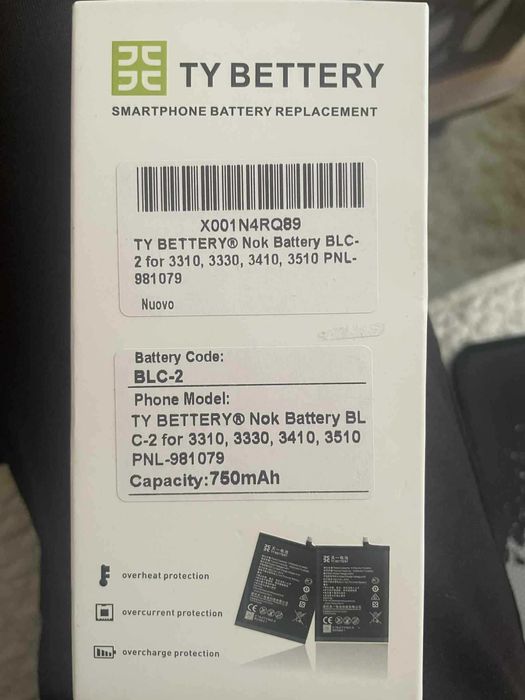 TY BETTERY
SMARTPHONE BATTERY REPLACEMENT
X001N4RQ89
TY BETTERY® Nok Battery BLC-
2 for 3310, 3330, 3410, 3510 PNL-
981079
Nuovo
Battery Code:
BLC-2
Phone Model:
TY BETTERY® Nok Battery BL
C-2 for 3310, 3330, 3410, 3510
PNL-981079
Capacity:750mAh
overheat protection
overcurrent protection
overcharge protection